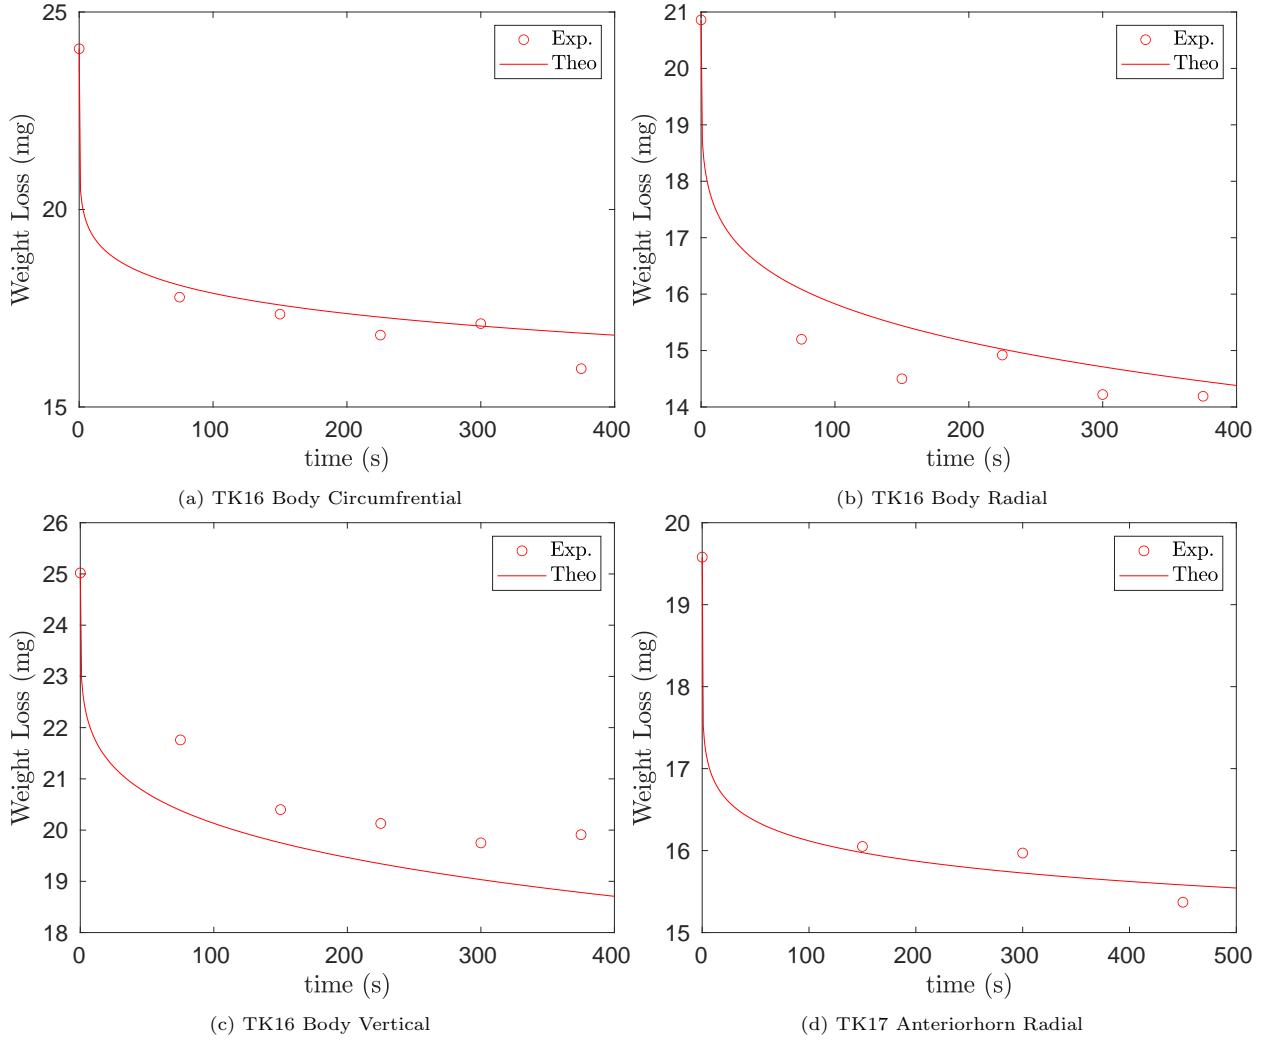 25
20
15
Weight Loss (mg)
0 100 200 300 400
time (s)
Exp.
Theo
(a) TK16 Body Circumfrential
21
20
19
18
17
16
15
14
Weight Loss (mg)
0 100 200 300 400
time (s)
Exp.
Theo
(b) TK16 Body Radial
26
25
24
23
22
21
20
19
18
Weight Loss (mg)
0 100 200 300 400
time (s)
Exp.
Theo
(c) TK16 Body Vertical
20
19
18
17
16
15
Weight Loss (mg)
0 100 200 300 400 500
time (s)
Exp.
Theo
(d) TK17 Anteriorhorn Radial